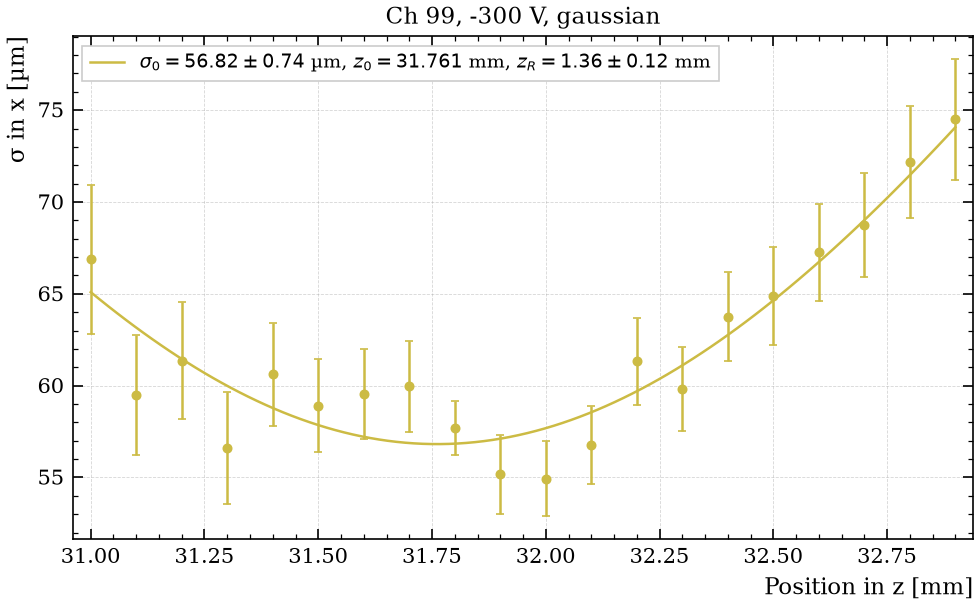 Ch 99, -300 V, gaussian
σ₀ = 56.82 ± 0.74 µm, z₀ = 31.761 mm, z_R = 1.36 ± 0.12 mm
σ in x [µm]
75
70
65
60
55
31.00 31.25 31.50 31.75 32.00 32.25 32.50 32.75
Position in z [mm]